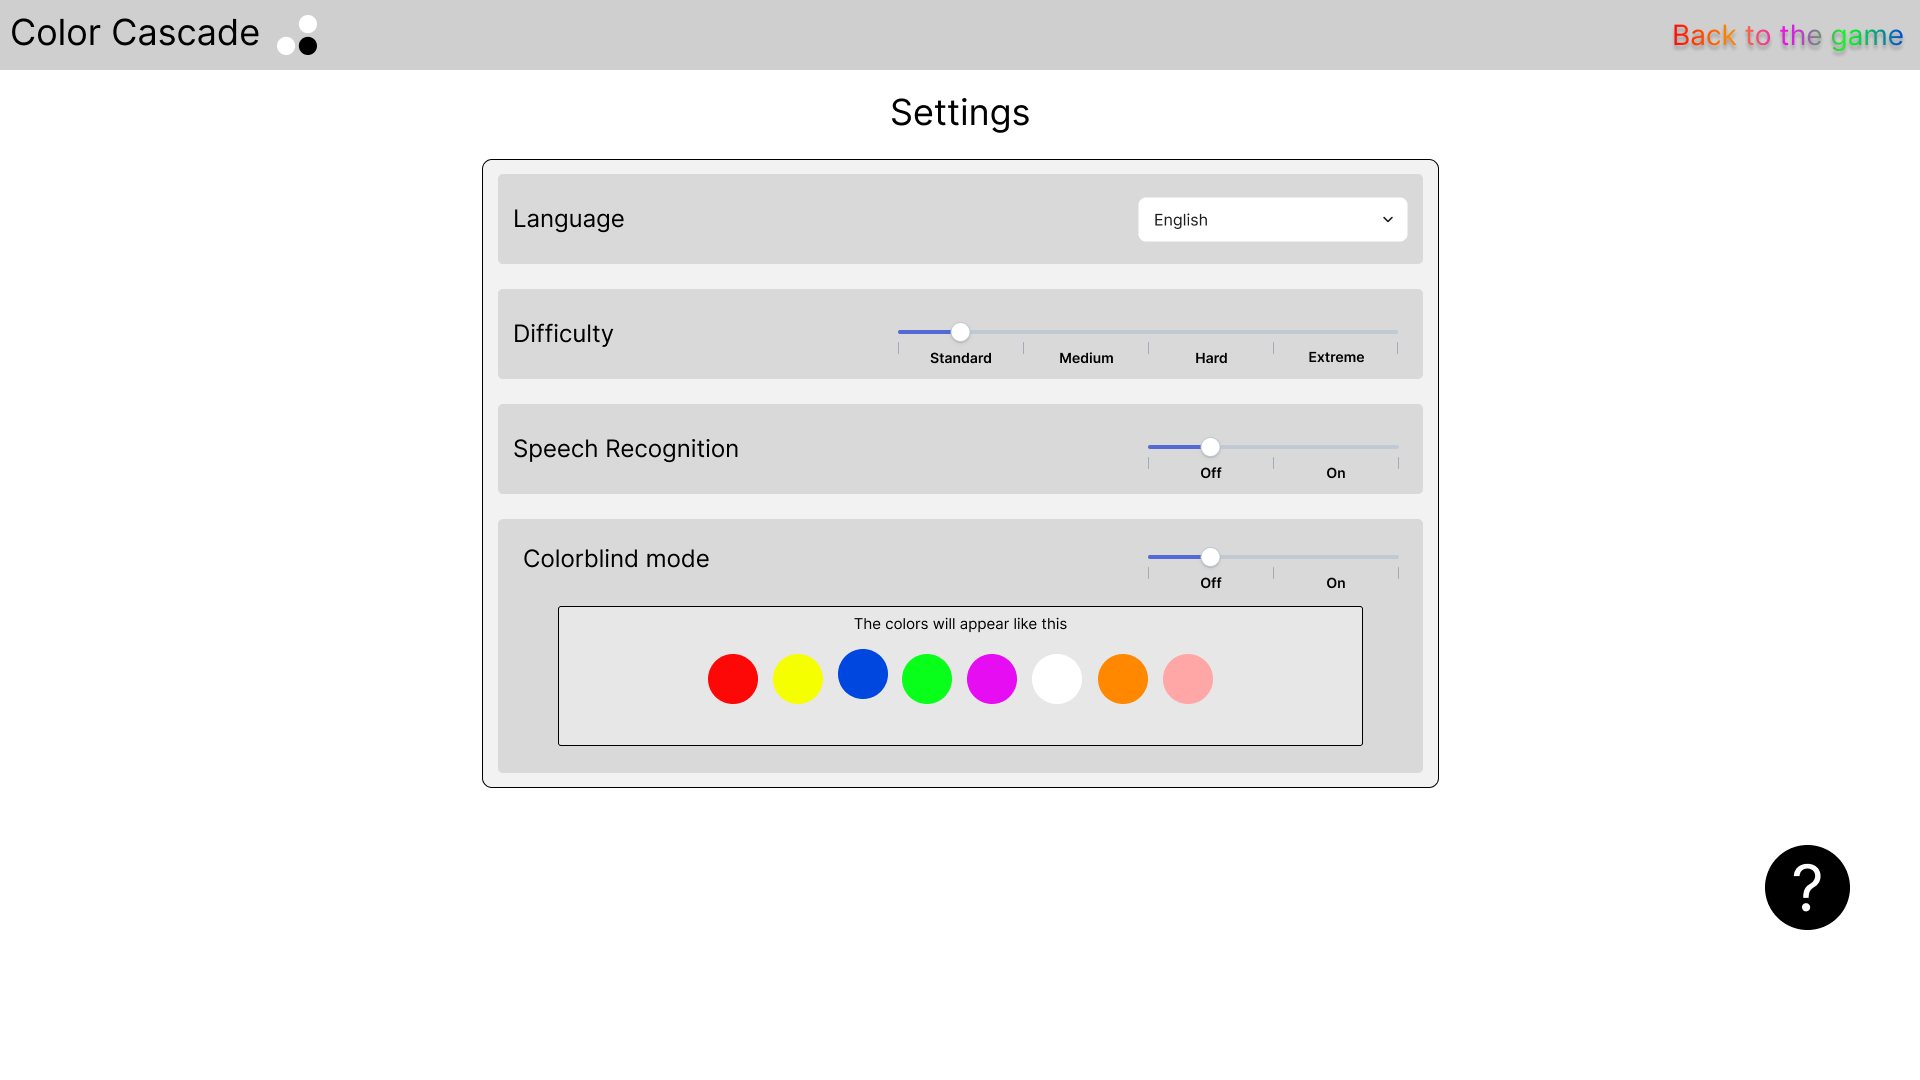 Color Cascade
Back to the game
Settings
Language
English
Difficulty
Standard Medium Hard Extreme
Speech Recognition
Off On
Colorblind mode
Off On
The colors will appear like this
?